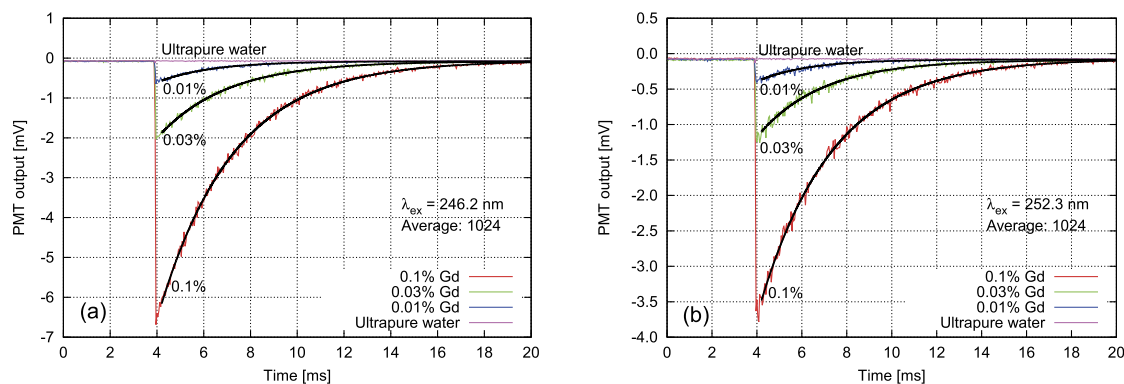 1
0
-1
-2
-3
-4
-5
-6
-7
PMT output [mV]
Ultrapure water
0.01%
0.03%
0.1%
λex = 246.2 nm
Average: 1024
0.1% Gd
0.03% Gd
0.01% Gd
Ultrapure water
(a)
0 2 4 6 8 10 12 14 16 18 20
Time [ms]
0.5
0.0
-0.5
-1.0
-1.5
-2.0
-2.5
-3.0
-3.5
-4.0
PMT output [mV]
Ultrapure water
0.01%
0.03%
0.1%
λex = 252.3 nm
Average: 1024
0.1% Gd
0.03% Gd
0.01% Gd
Ultrapure water
(b)
0 2 4 6 8 10 12 14 16 18 20
Time [ms]